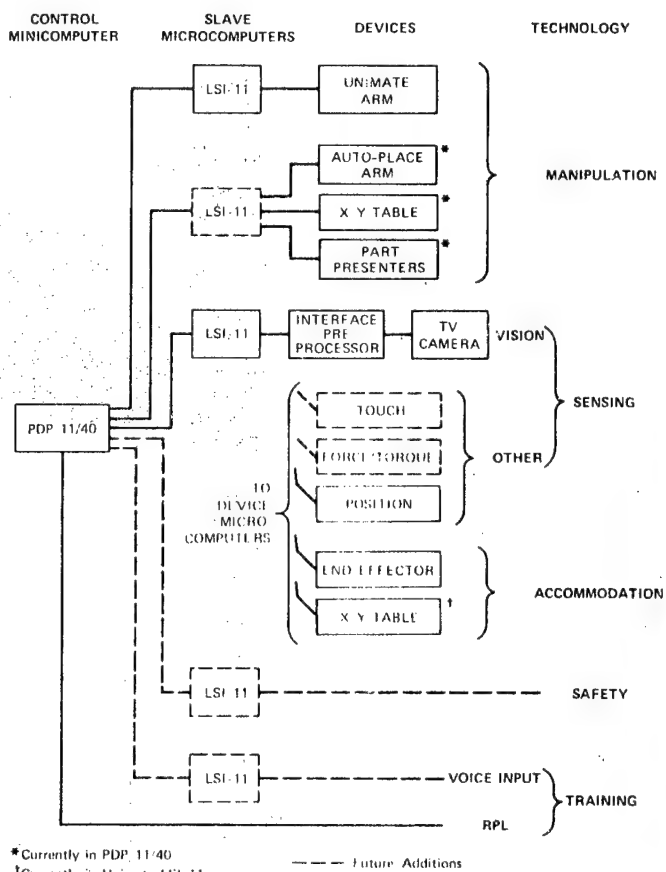 CONTROL MINICOMPUTER
SLAVE MICROCOMPUTERS
DEVICES
TECHNOLOGY
LSI-11
UNIMATE
ARM
LSI-11
AUTO-PLACE
ARM
*
X Y TABLE
*
PART
PRESENTERS
*
MANIPULATION
LSI-11
INTERFACE
PRE
PROCESSOR
TV
CAMERA
VISION
PDP 11/40
TO
DEVICE
MICRO
COMPUTERS
TOUCH
FORCE/TORQUE
POSITION
OTHER
SENSING
END EFFECTOR
X Y TABLE
†
ACCOMMODATION
LSI-11
SAFETY
LSI-11
VOICE INPUT
RPL
TRAINING
*Currently in PDP 11/40
Future Additions